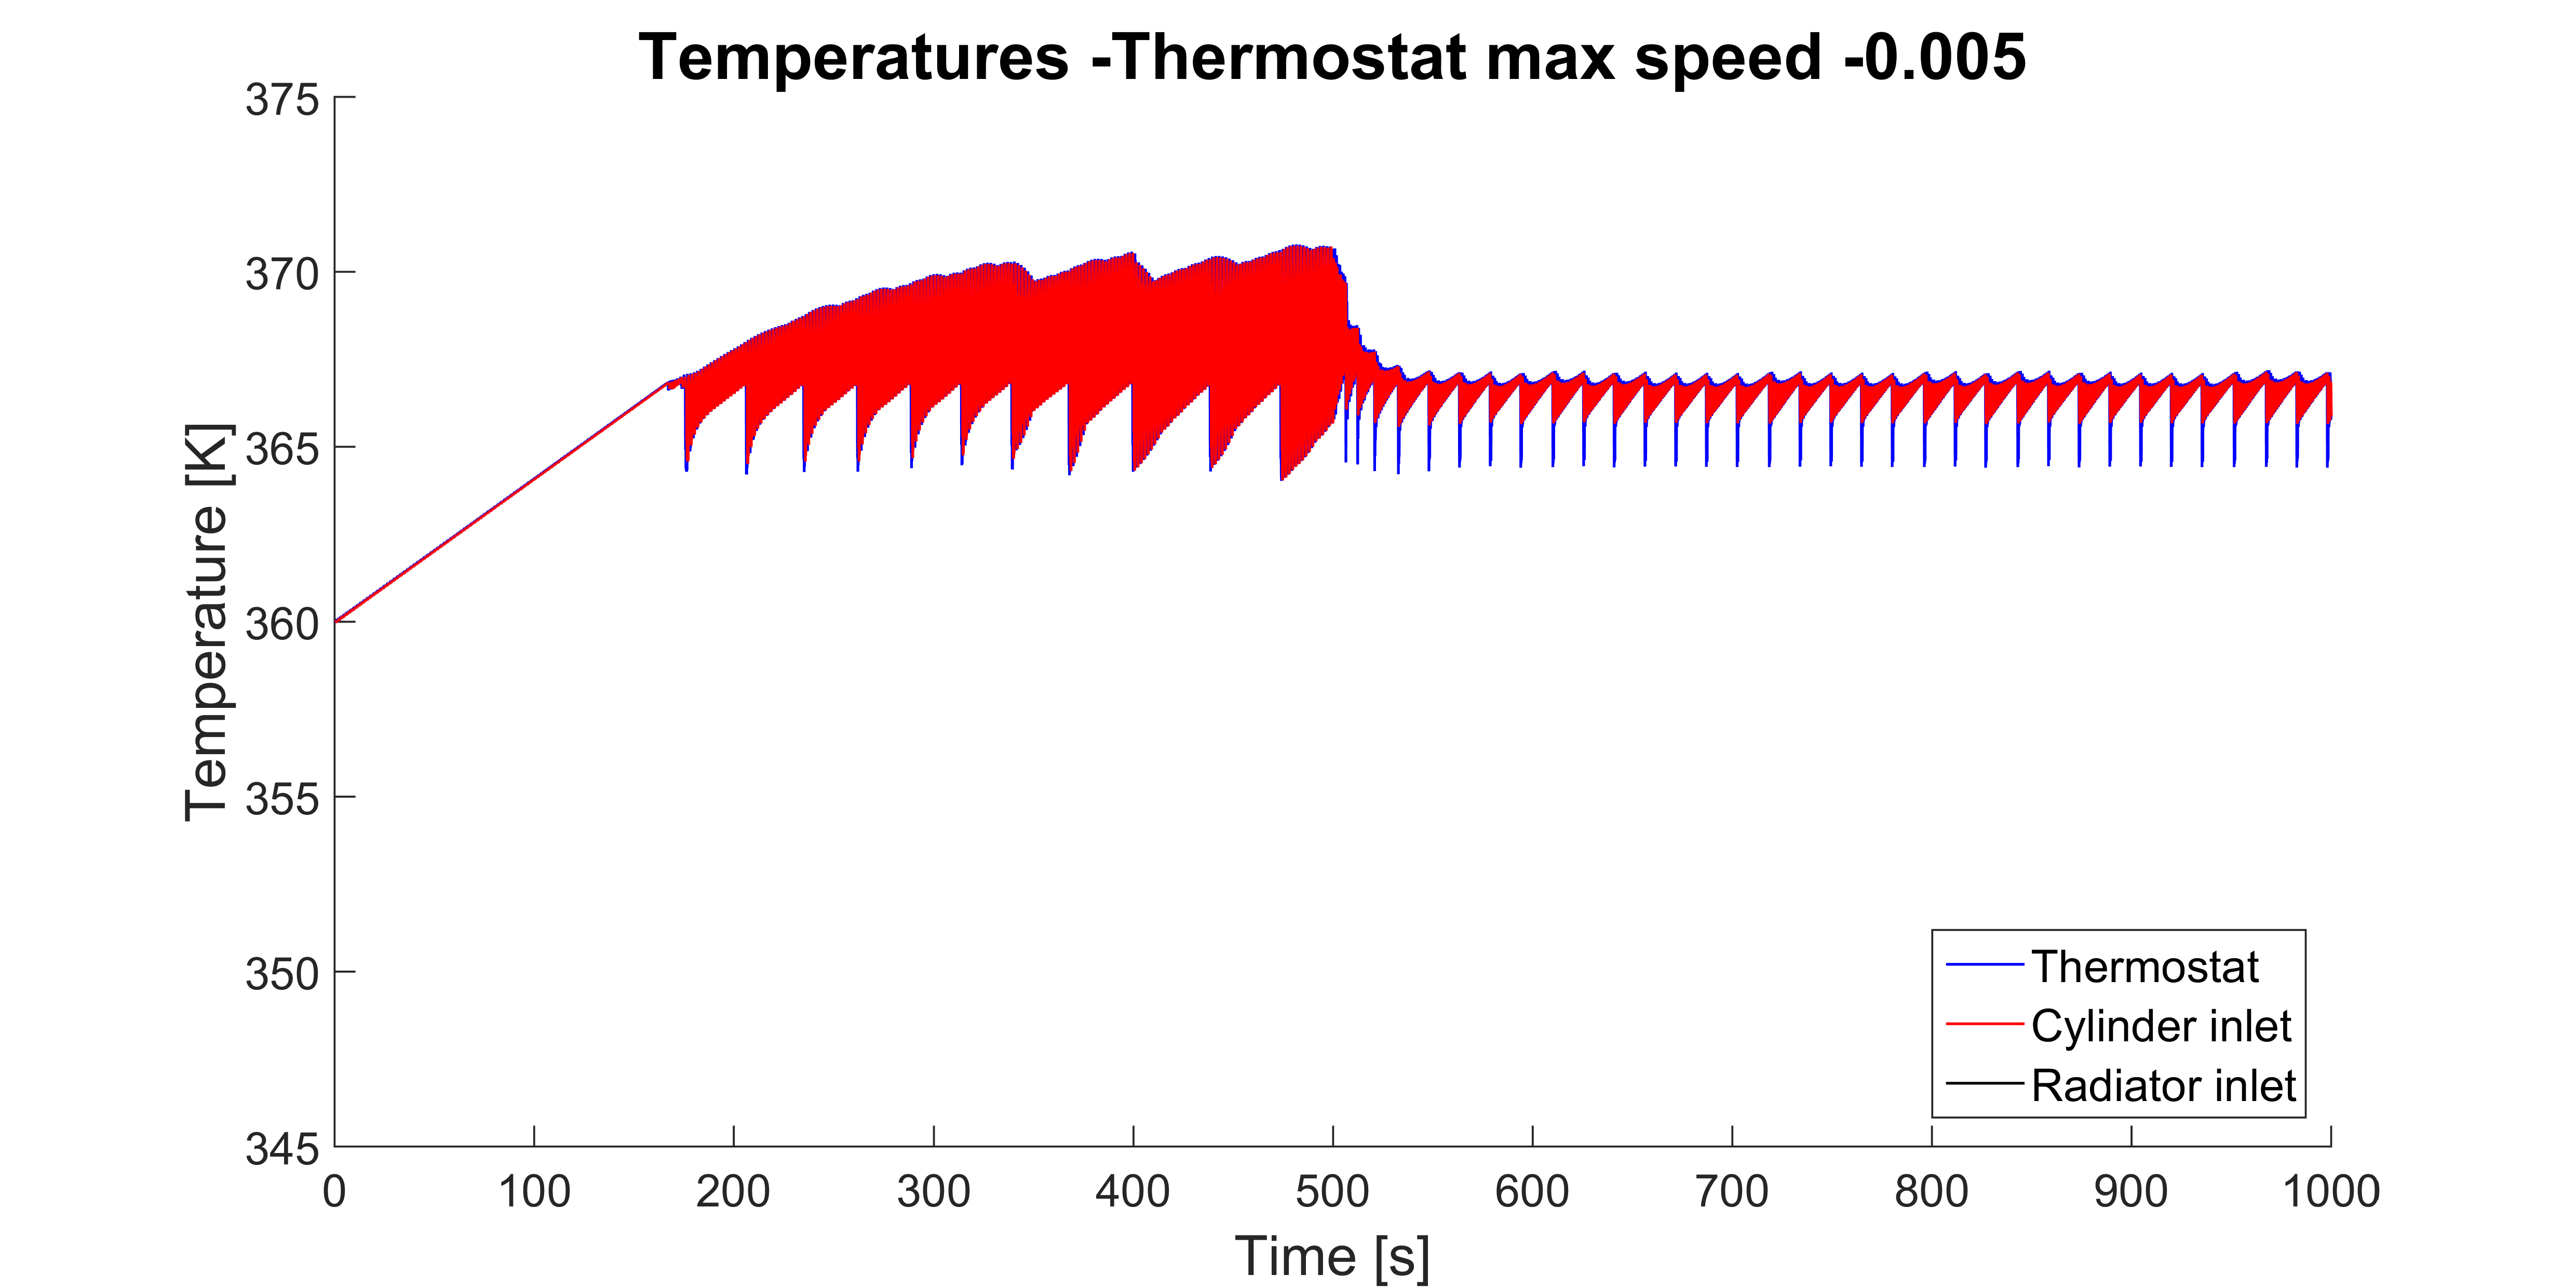 Temperatures -Thermostat max speed -0.005
375
370
365
360
355
350
345
Temperature [K]
0 100 200 300 400 500 600 700 800 900 1000
Time [s]
Thermostat
Cylinder inlet
Radiator inlet